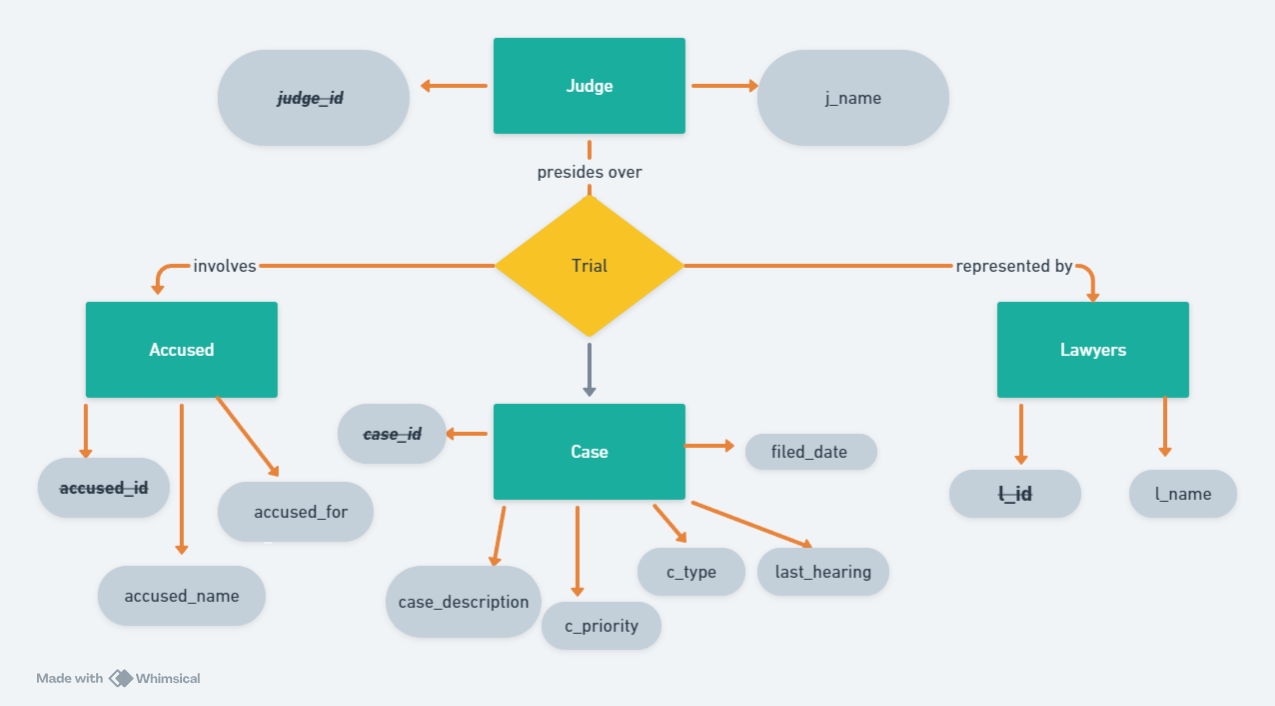 judge_id
Judge
j_name
presides over
involves
Trial
represented by
Accused
Lawyers
case_id
Case
filed_date
accused_id
accused_for
l_id
l_name
c_type
last_hearing
accused_name
case_description
c_priority
Made with Whimsical